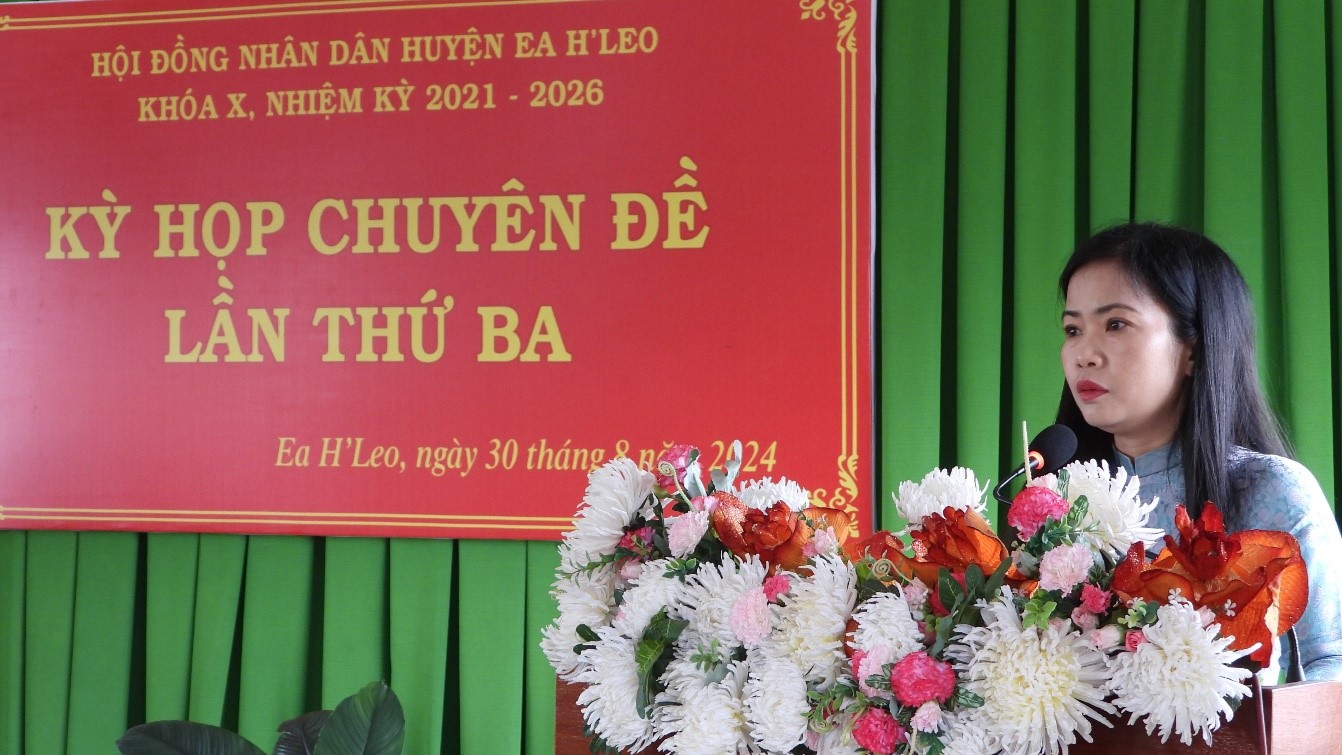 HỘI ĐỒNG NHÂN DÂN HUYỆN EA H'LEO
KHÓA X, NHIỆM KỲ 2021 - 2026
KỲ HỌP CHUYÊN ĐỀ
LẦN THỨ BA
Ea H'Leo, ngày 30 tháng 8 năm 2024